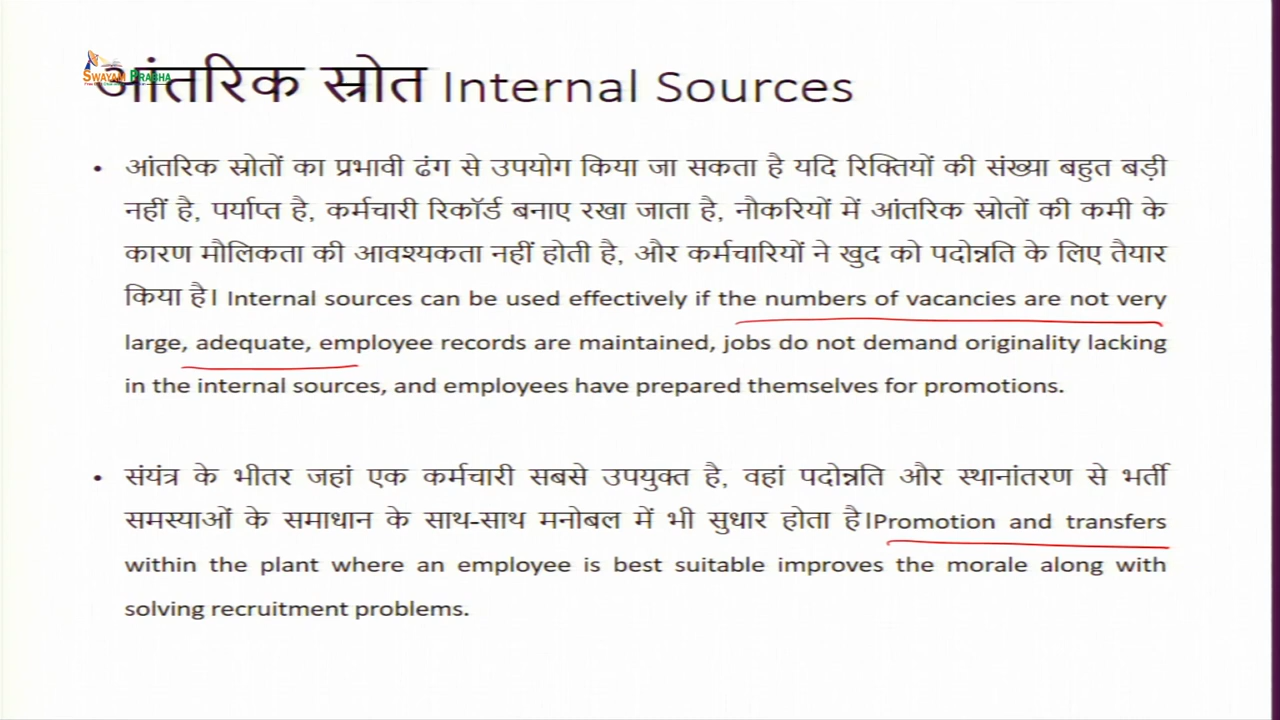 SWAYAM PRABHA
आंतरिक स्रोत Internal Sources
• आंतरिक स्रोतों का प्रभावी ढंग से उपयोग किया जा सकता है यदि रिक्तियों की संख्या बहुत बड़ी
नहीं है, पर्याप्त है, कर्मचारी रिकॉर्ड बनाए रखा जाता है, नौकरियों में आंतरिक स्रोतों की कमी के
कारण मौलिकता की आवश्यकता नहीं होती है, और कर्मचारियों ने खुद को पदोन्नति के लिए तैयार
किया है। Internal sources can be used effectively if the numbers of vacancies are not very
large, adequate, employee records are maintained, jobs do not demand originality lacking
in the internal sources, and employees have prepared themselves for promotions.
• संयंत्र के भीतर जहां एक कर्मचारी सबसे उपयुक्त है, वहां पदोन्नति और स्थानांतरण से भर्ती
समस्याओं के समाधान के साथ-साथ मनोबल में भी सुधार होता है।Promotion and transfers
within the plant where an employee is best suitable improves the morale along with
solving recruitment problems.